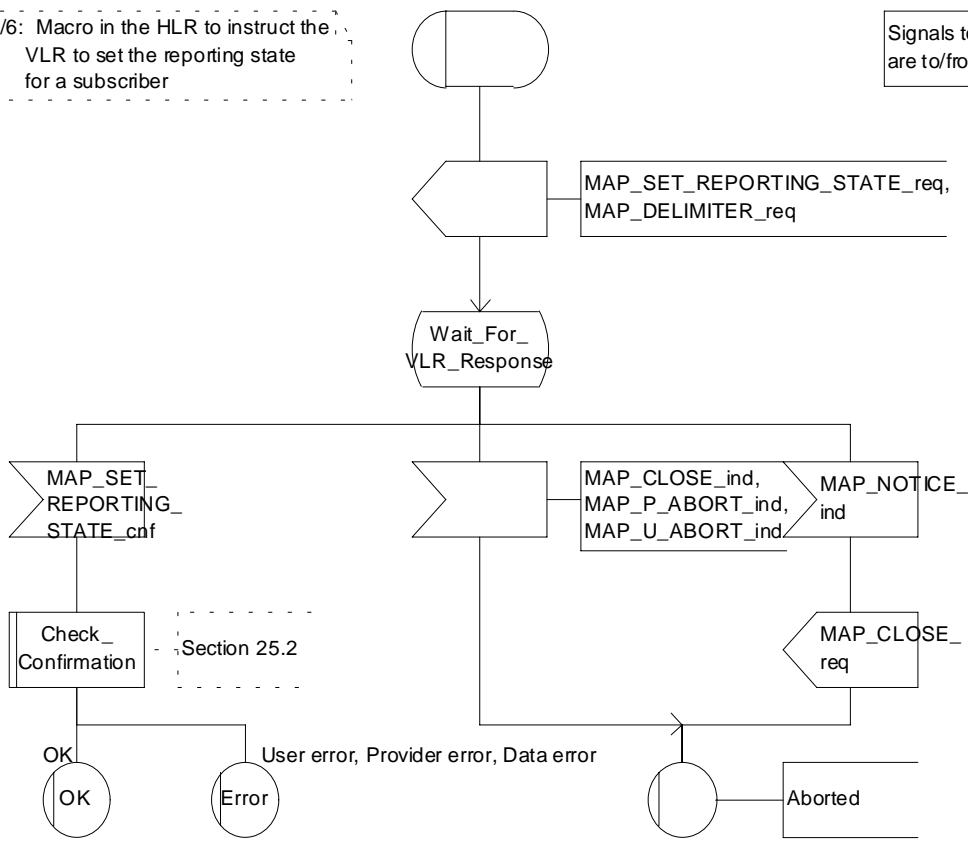 /6: Macro in the HLR to instruct the
VLR to set the reporting state
for a subscriber
Signals t
are to/fro
MAP_SET_REPORTING_STATE_req,
MAP_DELIMITER_req
Wait_For_
VLR_Response
MAP_SET_
REPORTING_
STATE_cnf
MAP_CLOSE_ind,
MAP_P_ABORT_ind,
MAP_U_ABORT_ind
MAP_NOTICE_
ind
Check_
Confirmation
Section 25.2
MAP_CLOSE_
req
OK
User error, Provider error, Data error
OK
Error
Aborted